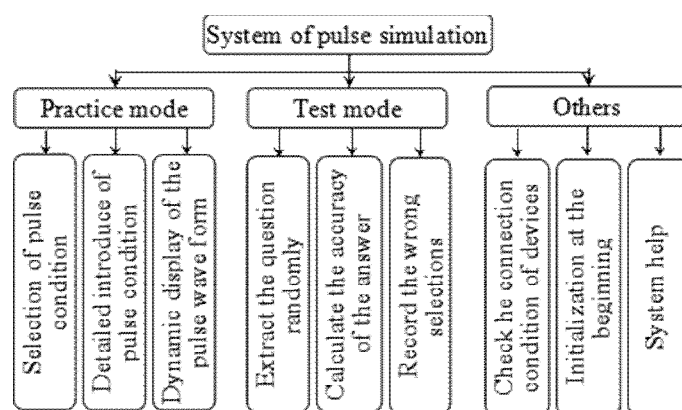 System of pulse simulation
Practice mode
Test mode
Others
Selection of pulse
condition
Detailed introduce of
pulse condition
Dynamic display of the
pulse wave form
Extract the question
randomly
Calculate the accuracy
of the answer
Record the wrong
selections
Check he connection
condition of devices
Initialization at the
beginning
System help